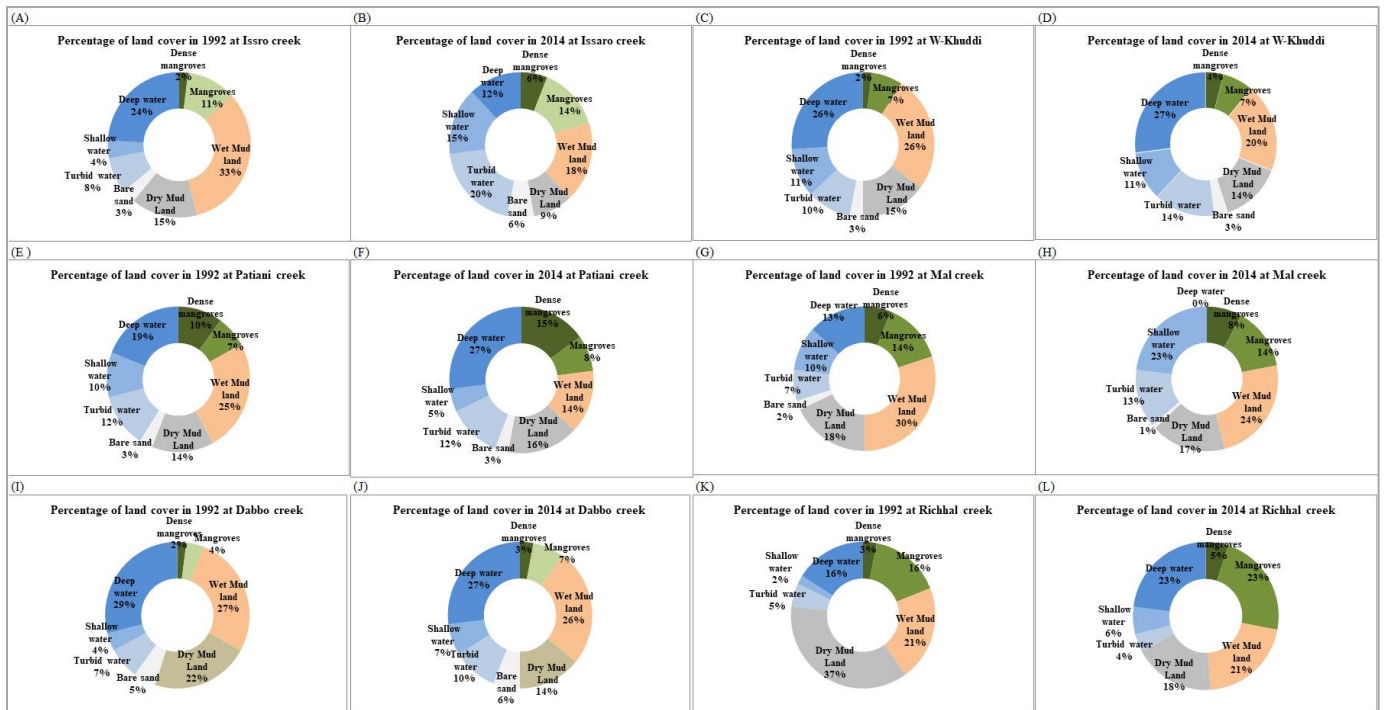 (A)
Percentage of land cover in 1992 at Issro creek
Dense
mangroves
2%
Mangroves
11%
Wet Mud
land
33%
Dry Mud
Land
15%
Bare
sand
3%
Turbid water
8%
Shallow
water
4%
Deep water
24%
(B)
Percentage of land cover in 2014 at Issaro creek
Dense
mangroves
6%
Mangroves
14%
Wet Mud
land
18%
Dry Mud
Land
9%
Bare
sand
6%
Turbid
water
20%
Shallow
water
15%
Deep
water
12%
(C)
Percentage of land cover in 1992 at W-Khuddi
Dense
mangroves
2%
Mangroves
7%
Wet Mud
land
26%
Dry Mud
Land
15%
Bare sand
3%
Turbid water
10%
Shallow
water
11%
Deep water
26%
(D)
Percentage of land cover in 2014 at W-Khuddi
Dense
mangroves
4%
Mangroves
7%
Wet Mud
land
20%
Dry Mud
Land
14%
Bare sand
3%
Turbid water
14%
Shallow
water
11%
Deep water
27%
(E )
Percentage of land cover in 1992 at Patiani creek
Dense
mangroves
10%
Mangroves
7%
Wet Mud
land
25%
Dry Mud
Land
14%
Bare sand
3%
Turbid water
12%
Shallow
water
10%
Deep water
19%
(F)
Percentage of land cover in 2014 at Patiani creek
Dense
mangroves
15%
Mangroves
8%
Wet Mud
land
14%
Dry Mud
Land
16%
Bare sand
3%
Turbid water
12%
Shallow
water
5%
Deep water
27%
(G)
Percentage of land cover in 1992 at Mal creek
Dense
mangroves
6%
Mangroves
14%
Wet Mud
land
30%
Dry Mud
Land
18%
Bare sand
2%
Turbid water
7%
Shallow
water
10%
Deep water
13%
(H)
Percentage of land cover in 2014 at Mal creek
Deep water
0%
Dense
mangroves
8%
Mangroves
14%
Wet Mud
land
24%
Dry Mud
Land
17%
Bare sand
1%
Turbid water
13%
Shallow
water
23%
(I)
Percentage of land cover in 1992 at Dabbo creek
Dense
mangroves
2%
Mangroves
4%
Wet Mud
land
27%
Dry Mud
Land
22%
Bare sand
5%
Turbid water
7%
Shallow
water
4%
Deep
water
29%
(J)
Percentage of land cover in 2014 at Dabbo creek
Dense
mangroves
3%
Mangroves
7%
Wet Mud
land
26%
Dry Mud
Land
14%
Bare
sand
6%
Turbid
water
10%
Shallow
water
7%
Deep water
27%
(K)
Percentage of land cover in 1992 at Richhal creek
Dense
mangroves
3%
Mangroves
16%
Wet Mud
land
21%
Dry Mud
Land
37%
Turbid water
5%
Shallow
water
2%
Deep water
16%
(L)
Percentage of land cover in 2014 at Richhal creek
Dense
mangroves
5%
Mangroves
23%
Wet Mud
land
21%
Dry Mud
Land
18%
Turbid water
4%
Shallow
water
6%
Deep water
23%